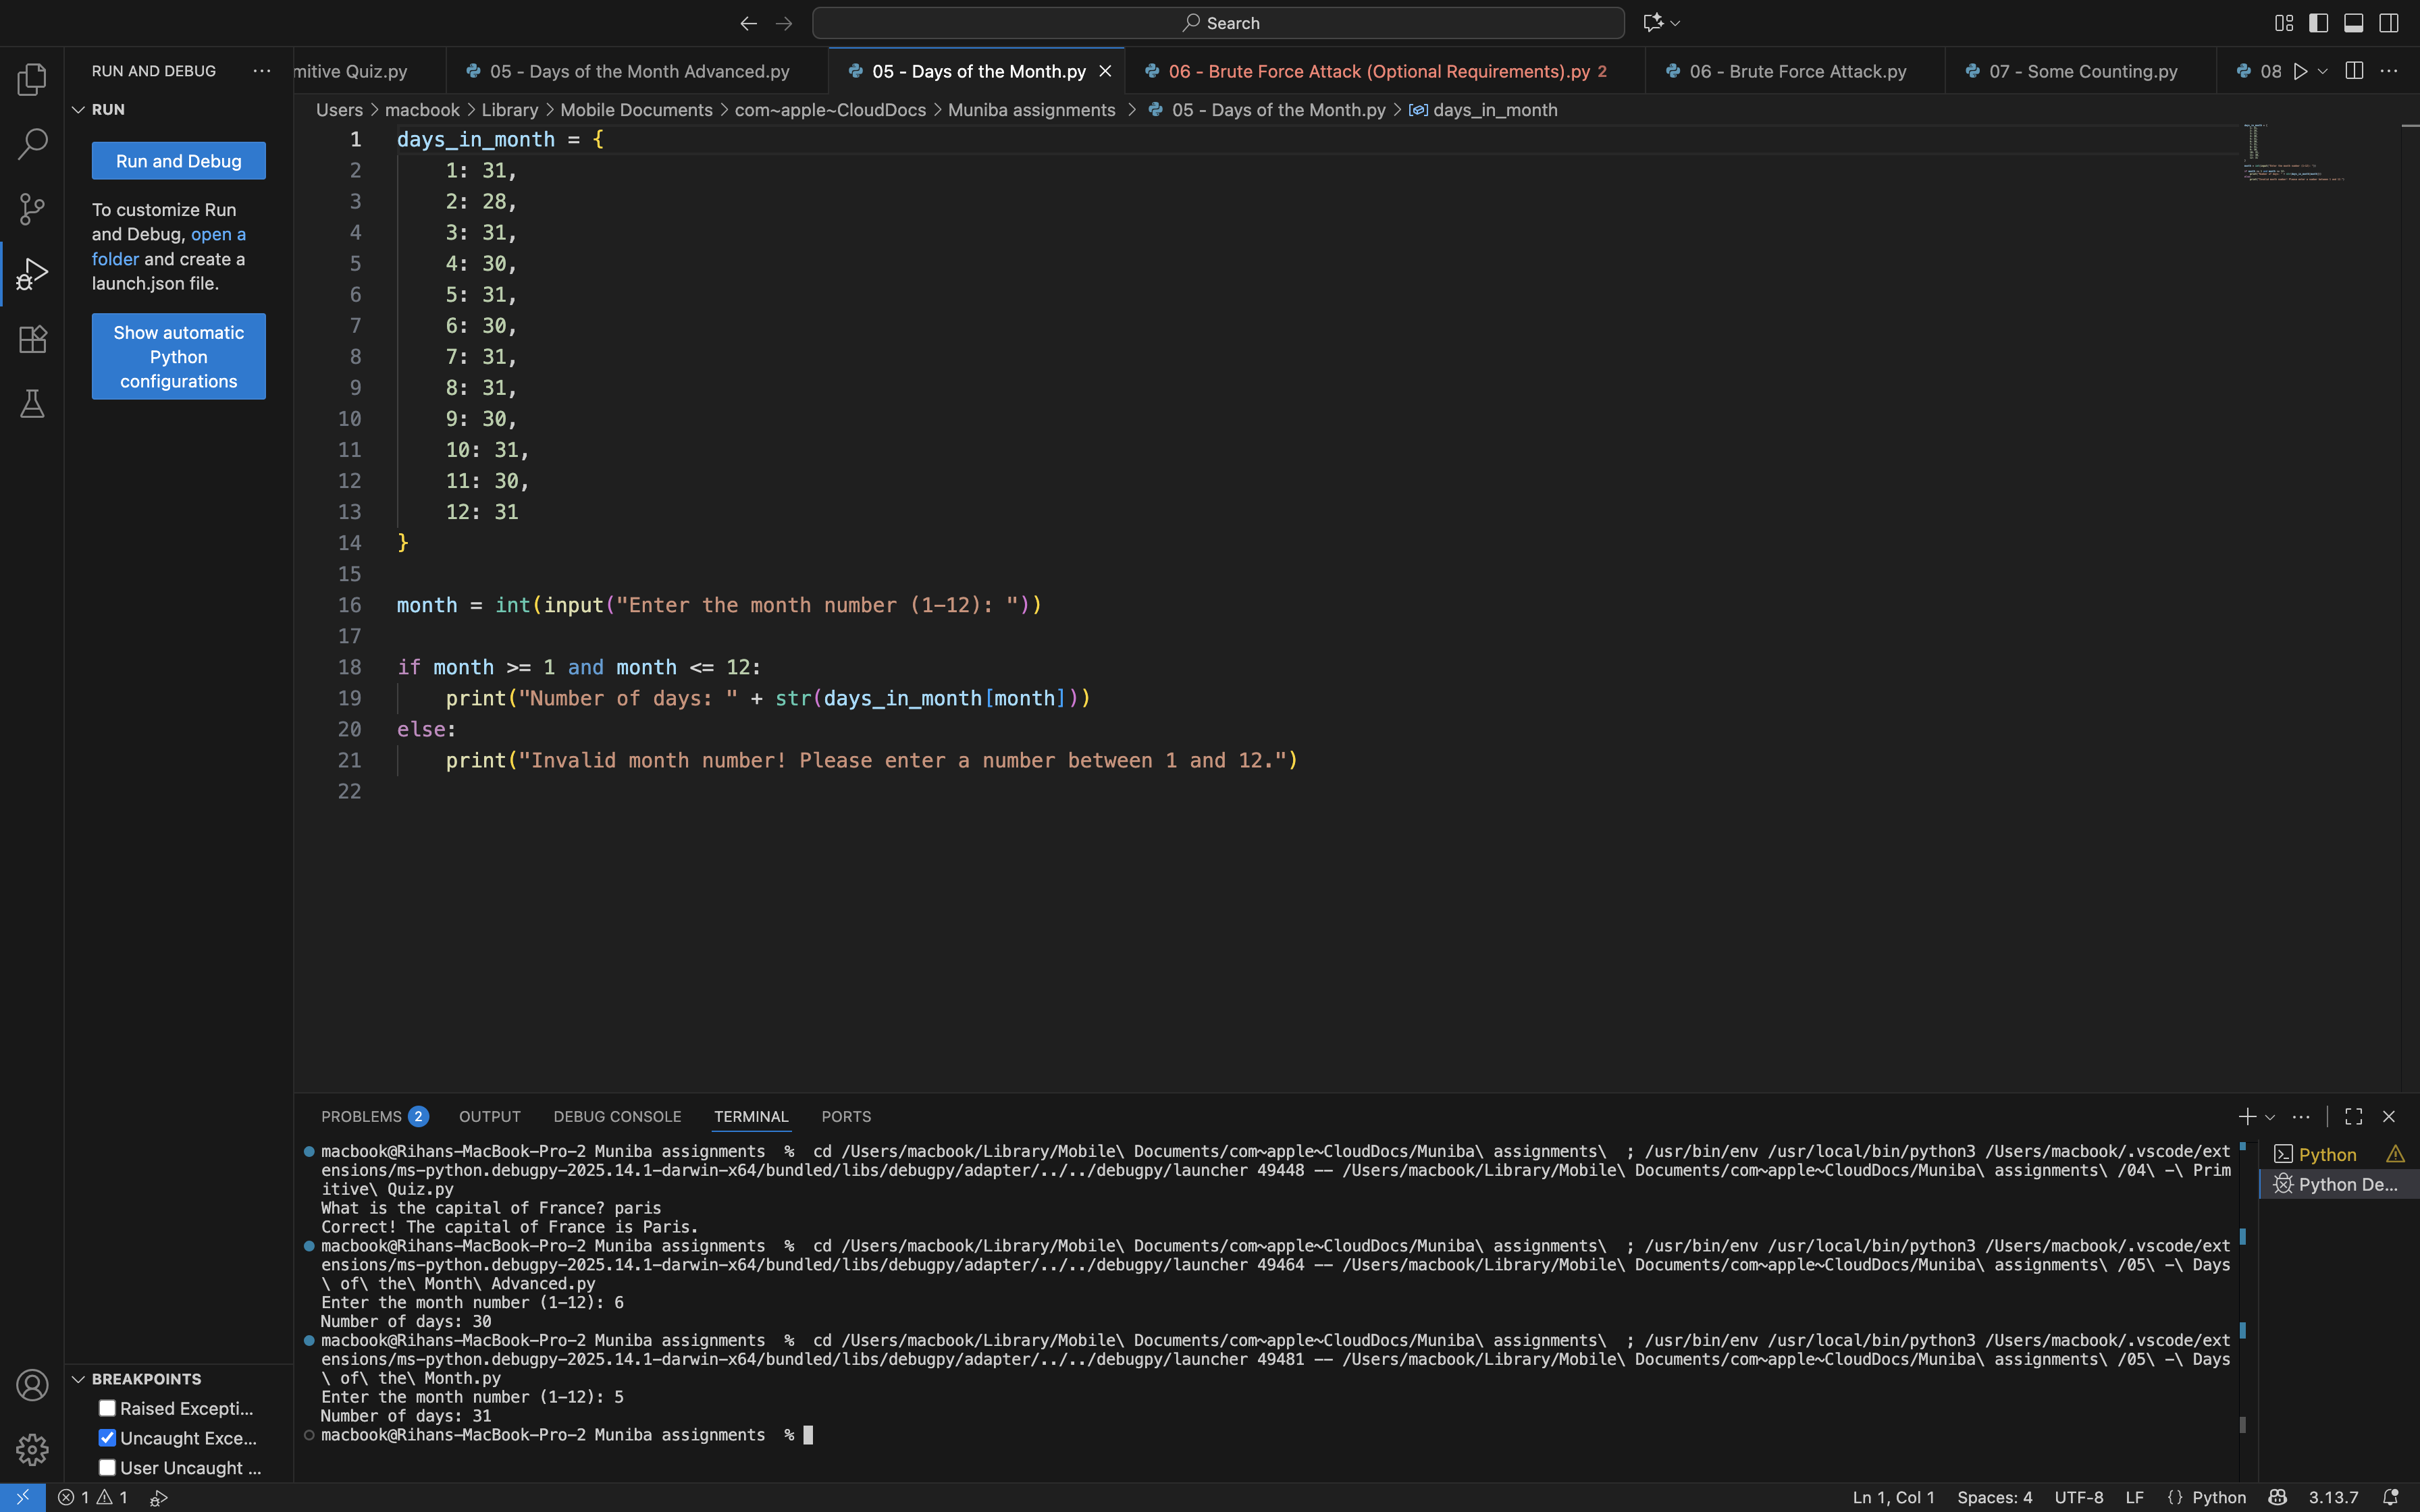 Search
RUN AND DEBUG
mitive Quiz.py
05 - Days of the Month Advanced.py
05 - Days of the Month.py
06 - Brute Force Attack (Optional Requirements).py 2
06 - Brute Force Attack.py
07 - Some Counting.py
08
RUN
Run and Debug
To customize Run
and Debug, open a
folder and create a
launch.json file.
Show automatic
Python
configurations
Users > macbook > Library > Mobile Documents > com~apple~CloudDocs > Muniba assignments > 05 - Days of the Month.py > days_in_month
1 days_in_month = {
2 1: 31,
3 2: 28,
4 3: 31,
5 4: 30,
6 5: 31,
7 6: 30,
8 7: 31,
9 8: 31,
10 9: 30,
11 10: 31,
12 11: 30,
13 12: 31
14 }
15
16 month = int(input("Enter the month number (1-12): "))
17
18 if month >= 1 and month <= 12:
19 print("Number of days: " + str(days_in_month[month]))
20 else:
21 print("Invalid month number! Please enter a number between 1 and 12.")
22
PROBLEMS 2 OUTPUT DEBUG CONSOLE TERMINAL PORTS
macbook@Rihans-MacBook-Pro-2 Muniba assignments % cd /Users/macbook/Library/Mobile\ Documents/com~apple~CloudDocs/Muniba\ assignments\ ; /usr/bin/env /usr/local/bin/python3 /Users/macbook/.vscode/ext
ensions/ms-python.debugpy-2025.14.1-darwin-x64/bundled/libs/debugpy/adapter/../../debugpy/launcher 49448 -- /Users/macbook/Library/Mobile\ Documents/com~apple~CloudDocs/Muniba\ assignments\ /04\ -\ Prim
itive\ Quiz.py
What is the capital of France? paris
Correct! The capital of France is Paris.
macbook@Rihans-MacBook-Pro-2 Muniba assignments % cd /Users/macbook/Library/Mobile\ Documents/com~apple~CloudDocs/Muniba\ assignments\ ; /usr/bin/env /usr/local/bin/python3 /Users/macbook/.vscode/ext
ensions/ms-python.debugpy-2025.14.1-darwin-x64/bundled/libs/debugpy/adapter/../../debugpy/launcher 49464 -- /Users/macbook/Library/Mobile\ Documents/com~apple~CloudDocs/Muniba\ assignments\ /05\ -\ Days
\ of\ the\ Month\ Advanced.py
Enter the month number (1-12): 6
Number of days: 30
macbook@Rihans-MacBook-Pro-2 Muniba assignments % cd /Users/macbook/Library/Mobile\ Documents/com~apple~CloudDocs/Muniba\ assignments\ ; /usr/bin/env /usr/local/bin/python3 /Users/macbook/.vscode/ext
ensions/ms-python.debugpy-2025.14.1-darwin-x64/bundled/libs/debugpy/adapter/../../debugpy/launcher 49481 -- /Users/macbook/Library/Mobile\ Documents/com~apple~CloudDocs/Muniba\ assignments\ /05\ -\ Days
\ of\ the\ Month.py
Enter the month number (1-12): 5
Number of days: 31
macbook@Rihans-MacBook-Pro-2 Muniba assignments %
Python
Python De...
BREAKPOINTS
Raised Excepti...
Uncaught Exce...
User Uncaught ...
1 1
Ln 1, Col 1 Spaces: 4 UTF-8 LF {} Python 3.13.7